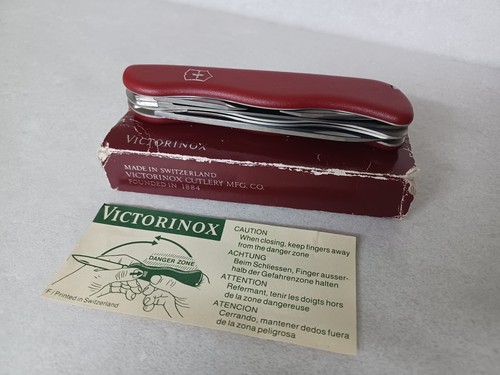 VICTORINOX
MADE IN SWITZERLAND
VICTORINOX CUTLERY MFG. CO.
FOUNDED IN 1884
VICTORINOX
DANGER ZONE
Printed in Switzerland
CAUTION
When closing, keep fingers away
from the danger zone
ACHTUNG
Beim Schliessen, Finger ausser-
halb der Gefahrenzone halten
ATTENTION
Refermant, tenir les doigts hors
de la zone dangereuse
ATENCION
Cerrando, mantener dedos fuera
de la zona peligrosa